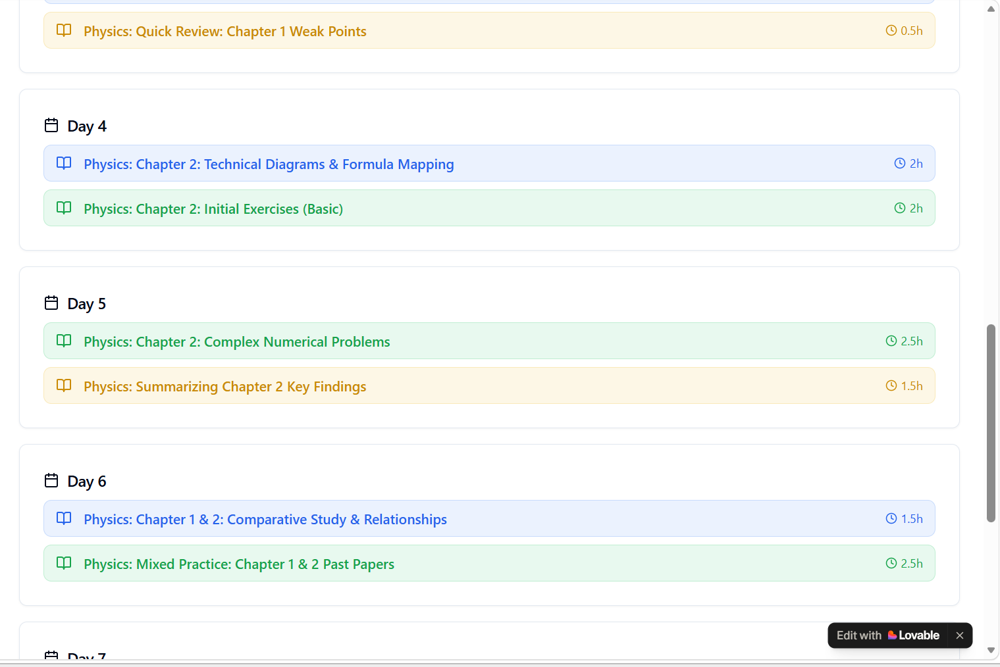 Physics: Quick Review: Chapter 1 Weak Points 0.5h
Day 4
Physics: Chapter 2: Technical Diagrams & Formula Mapping 2h
Physics: Chapter 2: Initial Exercises (Basic) 2h
Day 5
Physics: Chapter 2: Complex Numerical Problems 2.5h
Physics: Summarizing Chapter 2 Key Findings 1.5h
Day 6
Physics: Chapter 1 & 2: Comparative Study & Relationships 1.5h
Physics: Mixed Practice: Chapter 1 & 2 Past Papers 2.5h
Edit with Lovable
Day 7